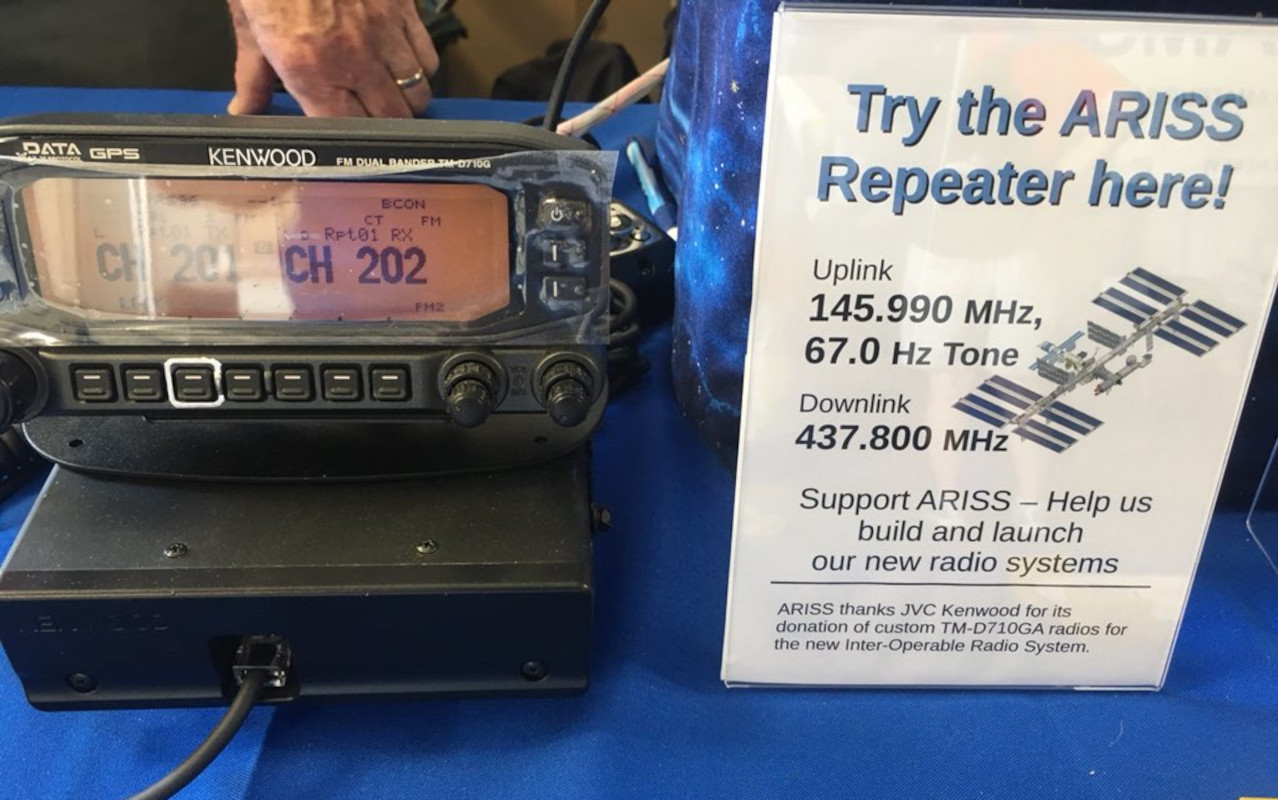 DATA GPS
KENWOOD
FM DUAL BANDER TM-D710G
BCON
CT FM
Rpt01 TX
Rpt01 RX
CH 201
CH 202
FM2
KENWOOD
Try the ARISS
Repeater here!
Uplink
145.990 MHz,
67.0 Hz Tone
Downlink
437.800 MHz
Support ARISS – Help us
build and launch
our new radio systems
ARISS thanks JVC Kenwood for its
donation of custom TM-D710GA radios for
the new Inter-Operable Radio System.